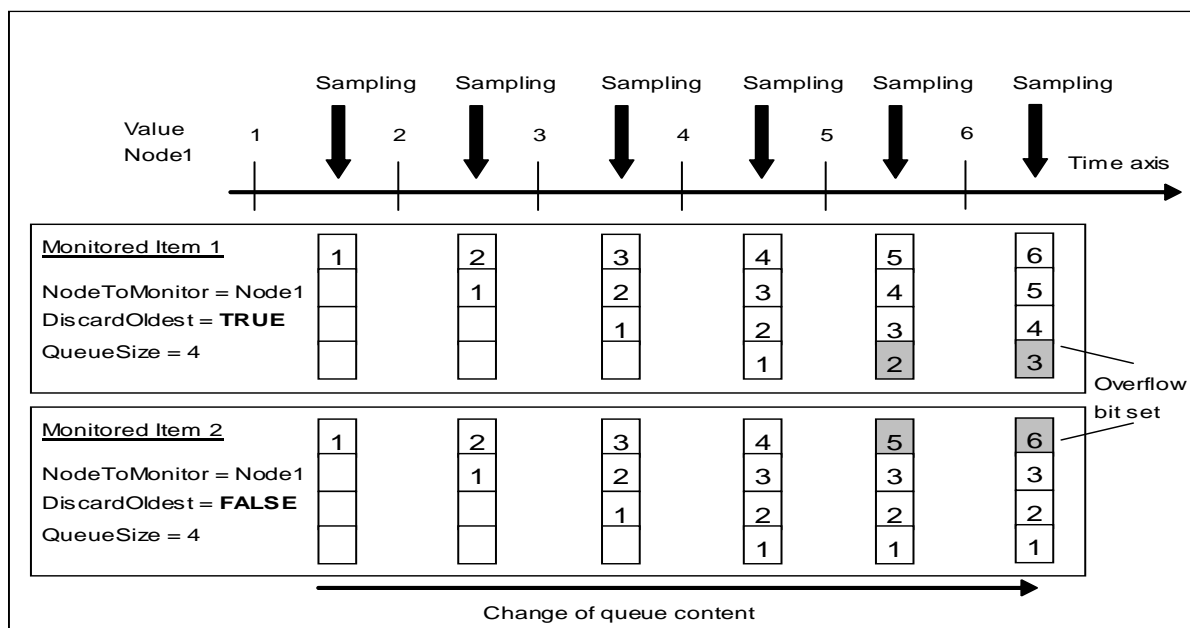 Sampling Sampling Sampling Sampling Sampling Sampling
Value
Node1
1 2 3 4 5 6
Time axis
Monitored Item 1
NodeToMonitor = Node1
DiscardOldest = TRUE
QueueSize = 4
1 2 3 4 5 6
1 2 3 4 5
1 2 3 4
1 2 3
Overflow
bit set
Monitored Item 2
NodeToMonitor = Node1
DiscardOldest = FALSE
QueueSize = 4
1 2 3 4 5 6
1 2 3 3 3
1 2 2 2
1 1 1
Change of queue content